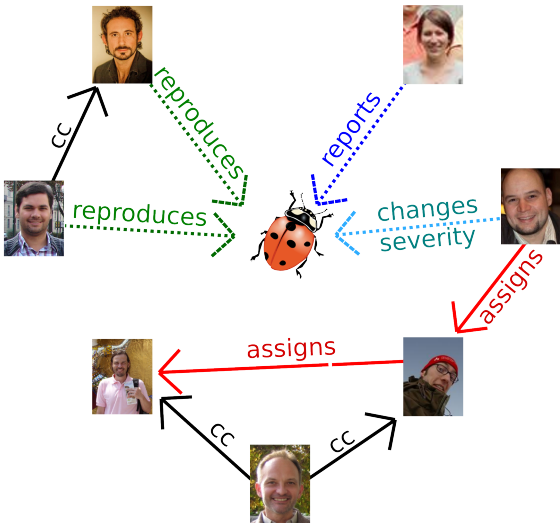 reproduces
reports
cc
reproduces
changes
severity
assigns
assigns
cc
cc